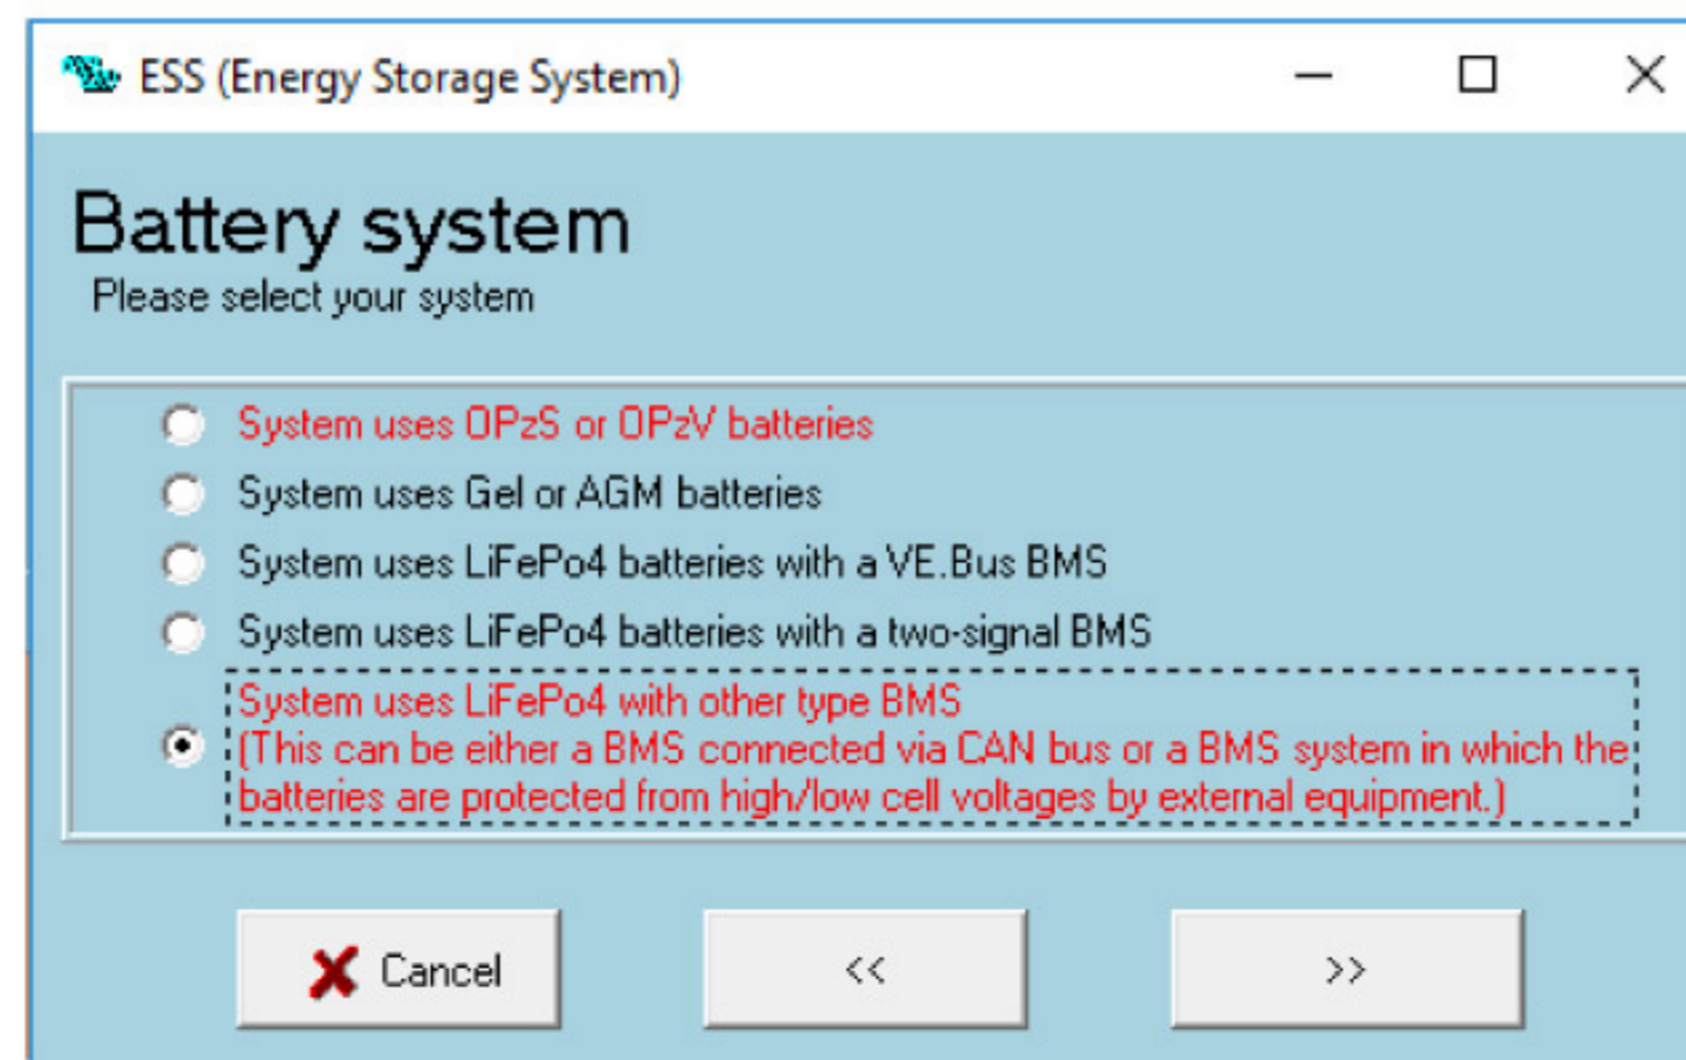 ESS (Energy Storage System)
Battery system
Please select your system
System uses OPzS or OPzV batteries
System uses Gel or AGM batteries
System uses LiFePo4 batteries with a VE.Bus BMS
System uses LiFePo4 batteries with a two-signal BMS
System uses LiFePo4 with other type BMS
(This can be either a BMS connected via CAN bus or a BMS system in which the
batteries are protected from high/low cell voltages by external equipment.)
Cancel
<<
>>